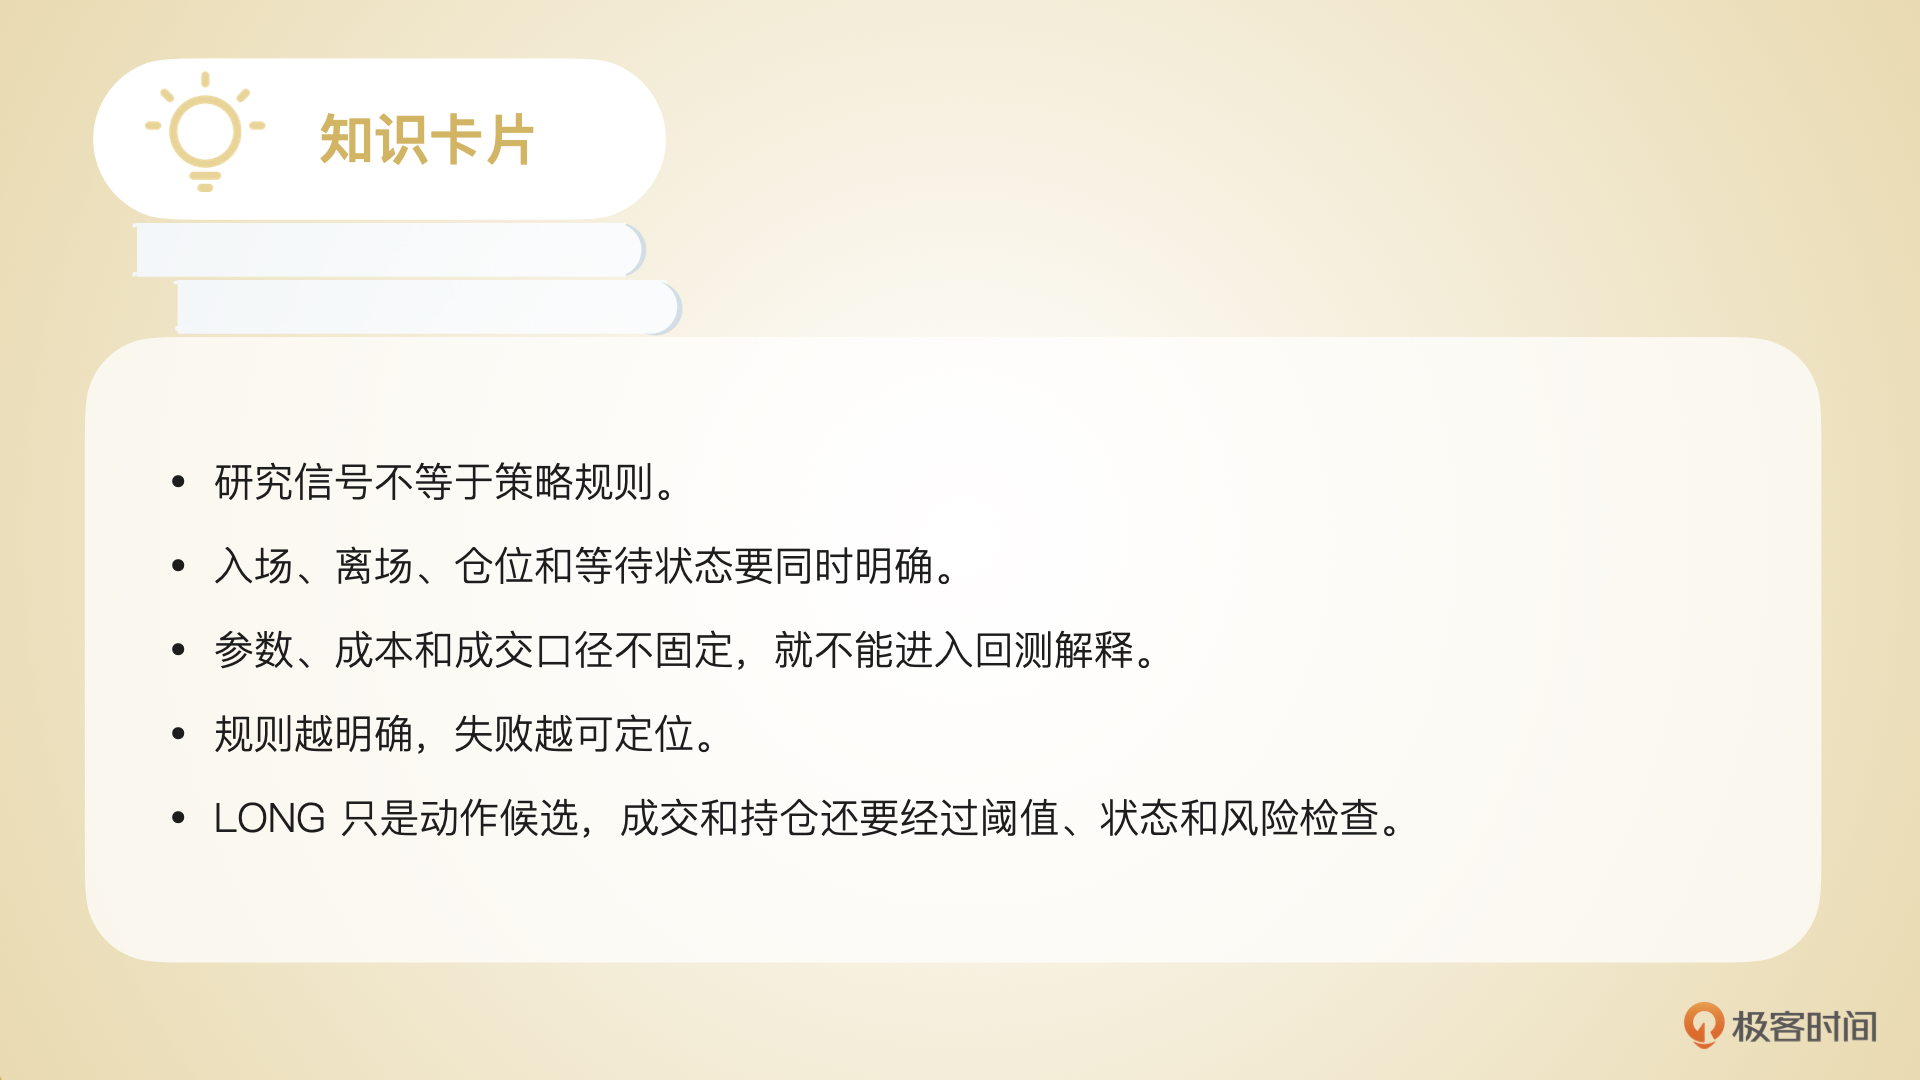 知识卡片
• 研究信号不等于策略规则。
• 入场、离场、仓位和等待状态要同时明确。
• 参数、成本和成交口径不固定，就不能进入回测解释。
• 规则越明确，失败越可定位。
• LONG 只是动作候选，成交和持仓还要经过阈值、状态和风险检查。
极客时间